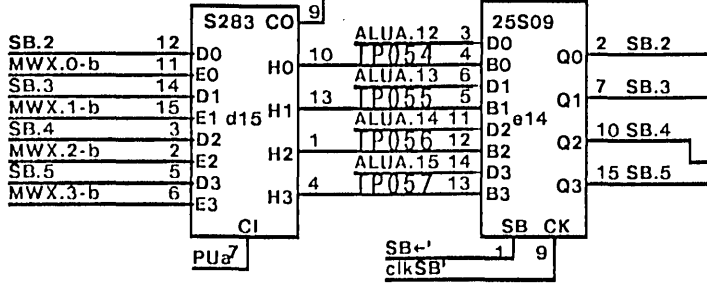 9
S283 CO
25S09
SB.2 12 D0
MWX.0-b 11 E0
SB.3 14 D1
MWX.1-b 15 E1
SB.4 3 D2
MWX.2-b 2 E2
SB.5 5 D3
MWX.3-b 6 E3
d15
H0 10
H1 13
H2 1
H3 4
CI
PUa 7
ALUA.12 3 D0
TP054 4 B0
ALUA.13 6 D1
TP055 5 B1
ALUA.14 11 D2
TP056 12 B2
ALUA.15 14 D3
TP057 13 B3
e14
Q0 2 SB.2
Q1 7 SB.3
Q2 10 SB.4
Q3 15 SB.5
SB CK
SB←' 1 9
clkSB'